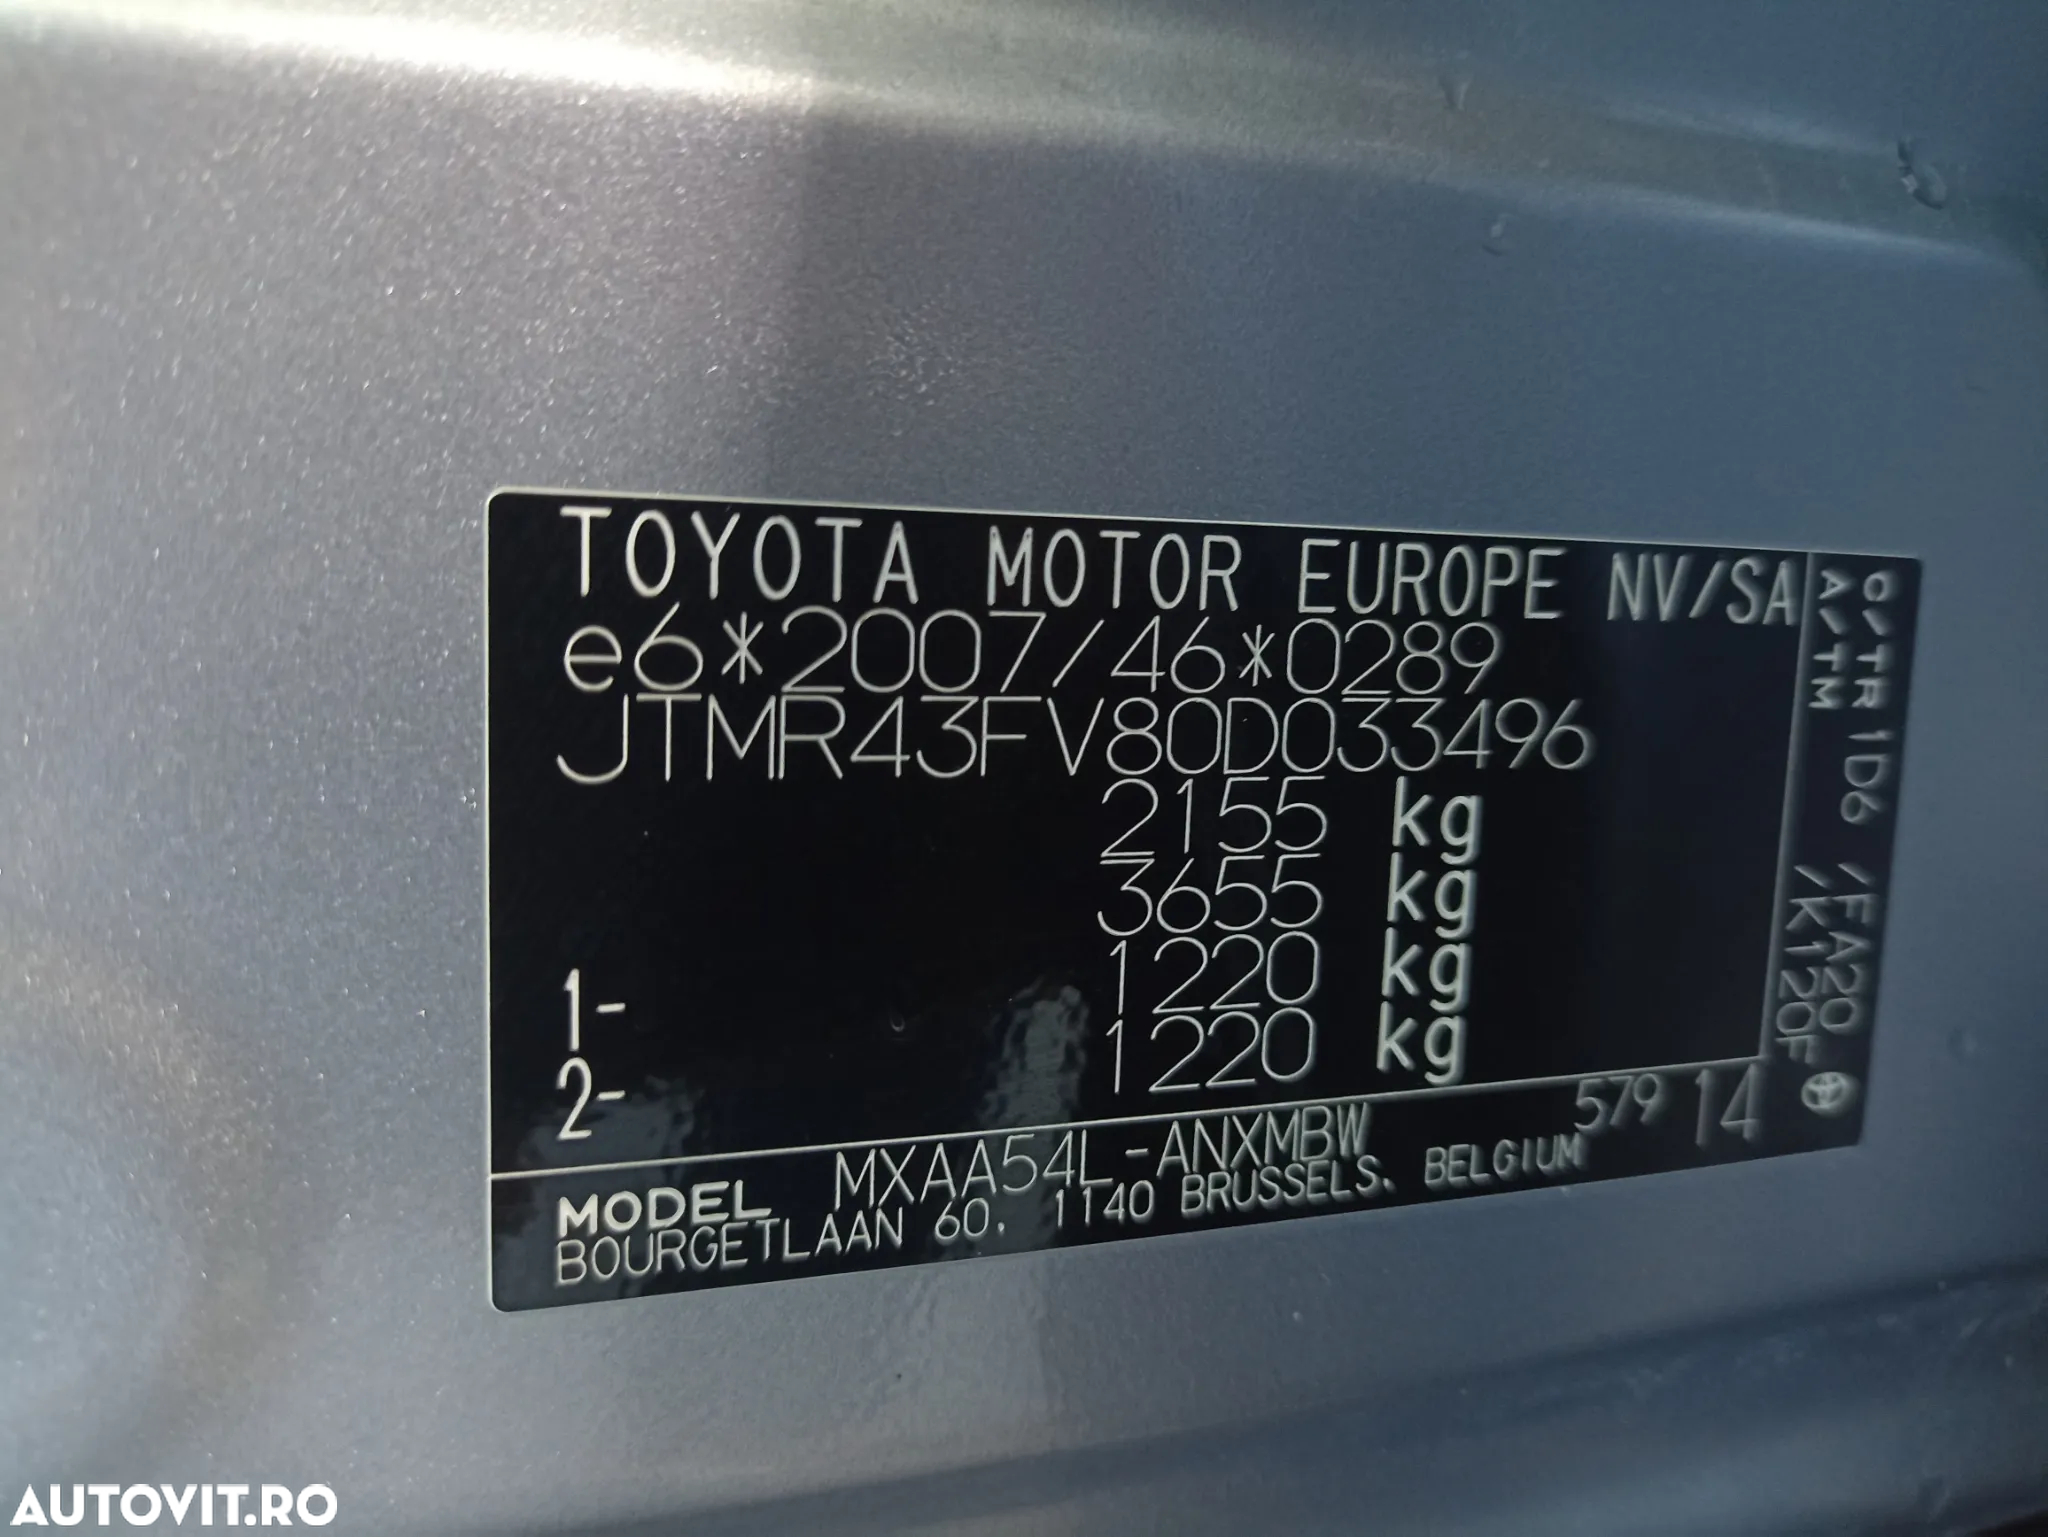 TOYOTA MOTOR EUROPE NV/SA
e6*2007/46*0289
JTMR43FV80D033496
2155 kg
3655 kg
1- 1220 kg
2- 1220 kg
579 14
MODEL MXAA54L-ANXMBW
BOURGETLAAN 60. 1140 BRUSSELS. BELGIUM
C/TR 1D6 /FA20
A/TM /K120F
AUTOVIT.RO